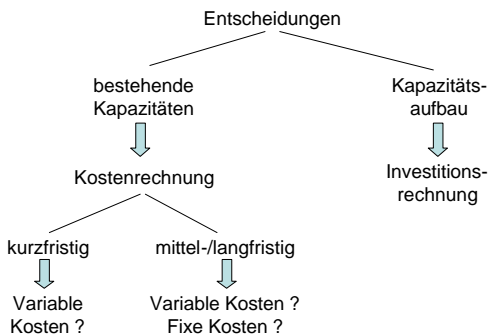 Entscheidungen
bestehende
Kapazitäten
Kapazitäts-
aufbau
Kostenrechnung
Investitions-
rechnung
kurzfristig
mittel-/langfristig
Variable
Kosten ?
Variable Kosten ?
Fixe Kosten ?